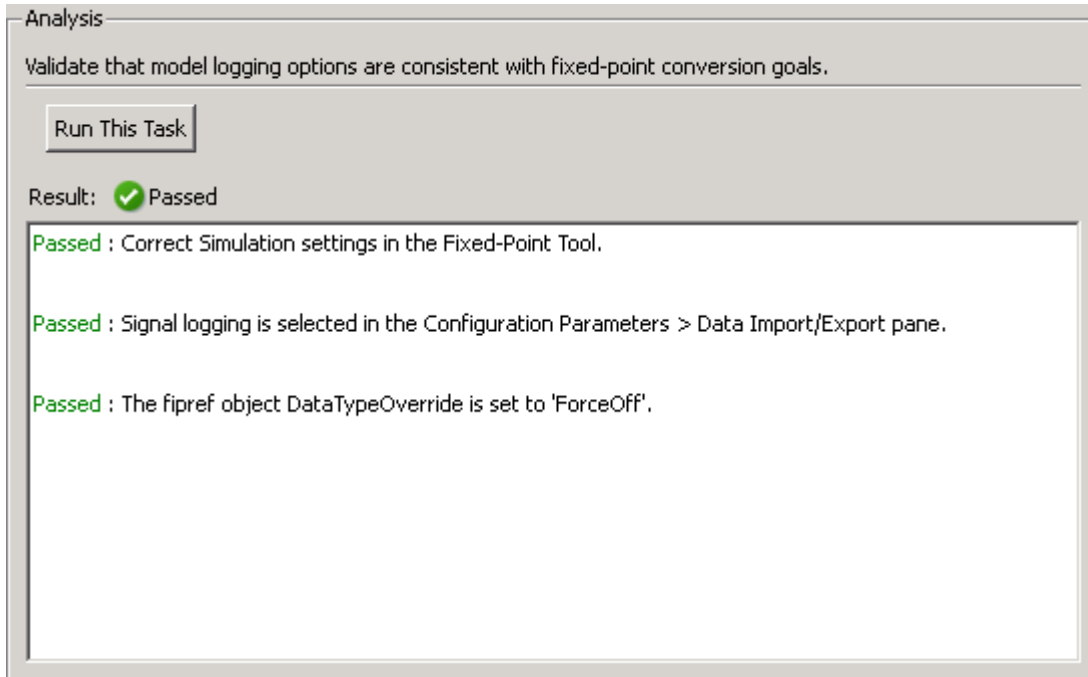 Analysis
Validate that model logging options are consistent with fixed-point conversion goals.
Run This Task
Result: Passed
Passed : Correct Simulation settings in the Fixed-Point Tool.
Passed : Signal logging is selected in the Configuration Parameters > Data Import/Export pane.
Passed : The fipref object DataTypeOverride is set to 'ForceOff'.